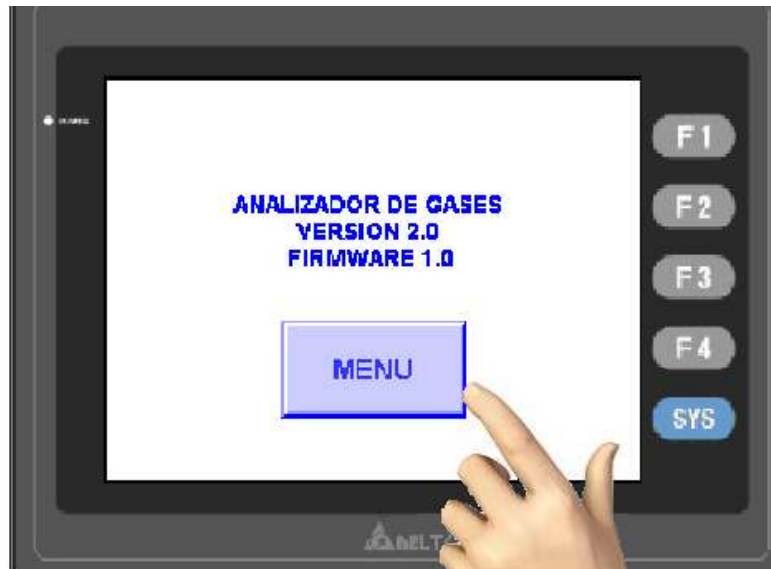 ANALIZADOR DE GASES
VERSION 2.0
FIRMWARE 1.0
MENU
F1
F2
F3
F4
SYS